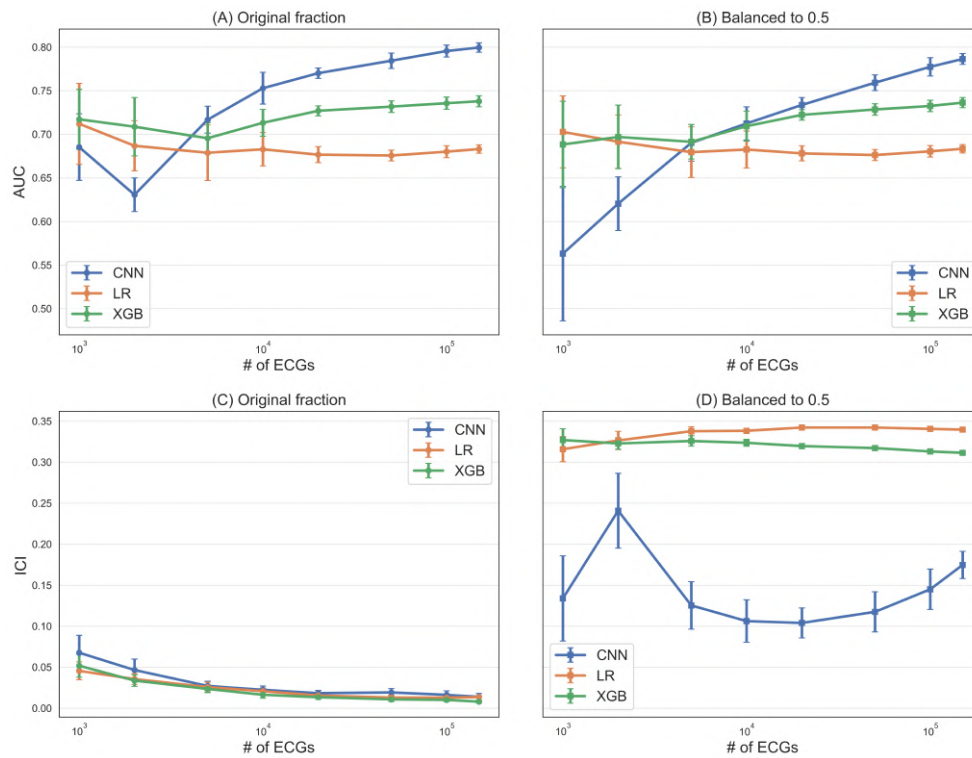 (A) Original fraction
AUC
0.80
0.75
0.70
0.65
0.60
0.55
0.50
CNN
LR
XGB
10³
10⁴
10⁵
# of ECGs
(B) Balanced to 0.5
CNN
LR
XGB
10³
10⁴
10⁵
# of ECGs
(C) Original fraction
ICI
0.35
0.30
0.25
0.20
0.15
0.10
0.05
0.00
CNN
LR
XGB
10³
10⁴
10⁵
# of ECGs
(D) Balanced to 0.5
CNN
LR
XGB
10³
10⁴
10⁵
# of ECGs